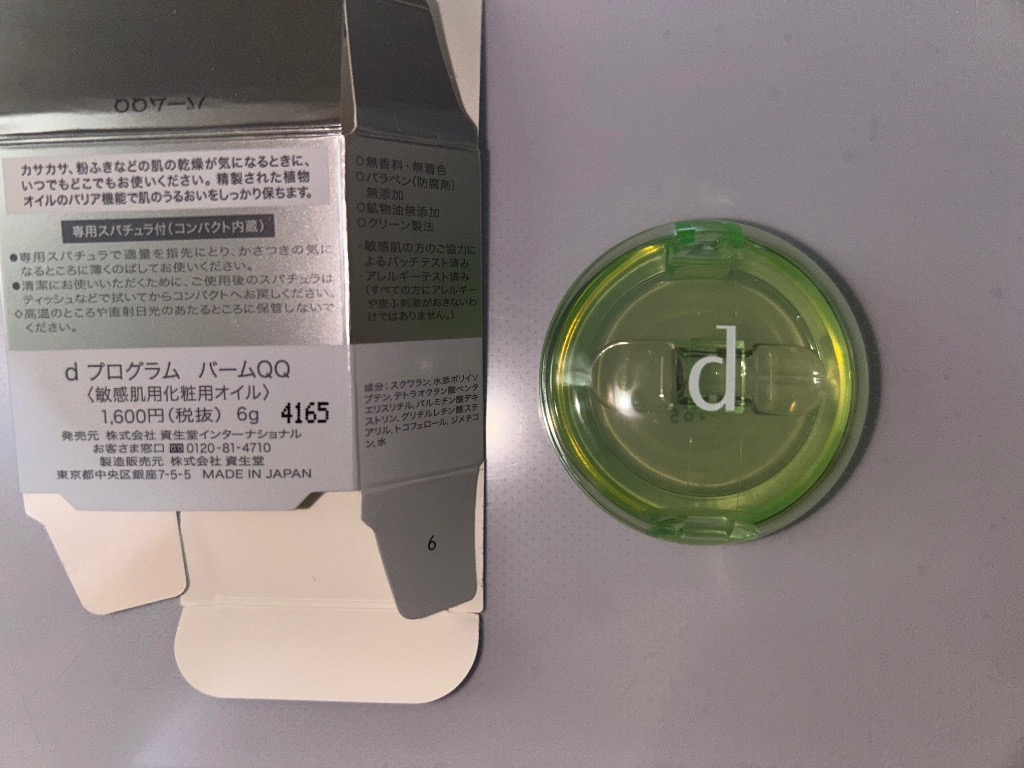 カサカサ、粉ふきなどの肌の乾燥が気になるときに、
いつでもどこでもお使いください。精製された植物
オイルのバリア機能で肌のうるおいをしっかり保ちます。
専用スパチュラ付(コンパクト内蔵)
●専用スパチュラで適量を指先にとり、かさつきの気に
なるところに薄くのばしてお使いください。
●清潔にお使いいただくために、ご使用後のスパチュラは
ティッシュなどで拭いてからコンパクトへお戻しください。
◇高温のところや直射日光のあたるところに保管しないで
ください。
d プログラム バームQQ
〈敏感肌用化粧用オイル〉
1,600円(税抜) 6g 4165
発売元 株式会社 資生堂インターナショナル
お客さま窓口 0120-81-4710
製造販売元 株式会社 資生堂
東京都中央区銀座7-5-5 MADE IN JAPAN
○無香料・無着色
○パラベン(防腐剤)
無添加
○鉱物油無添加
○クリーン製法
・敏感肌の方のご協力に
よるパッチテスト済み
・アレルギーテスト済み
(すべての方にアレルギー
や皮ふ刺激がおきないわ
けではありません。)
成分:スクワラン,水添ポリイソ
ブテン,テトラオクタン酸ペンタ
エリスリチル,パルミチン酸デキ
ストリン,グリチルレチン酸ステ
アリル,トコフェロール,ジメチコ
ン,水
6
d